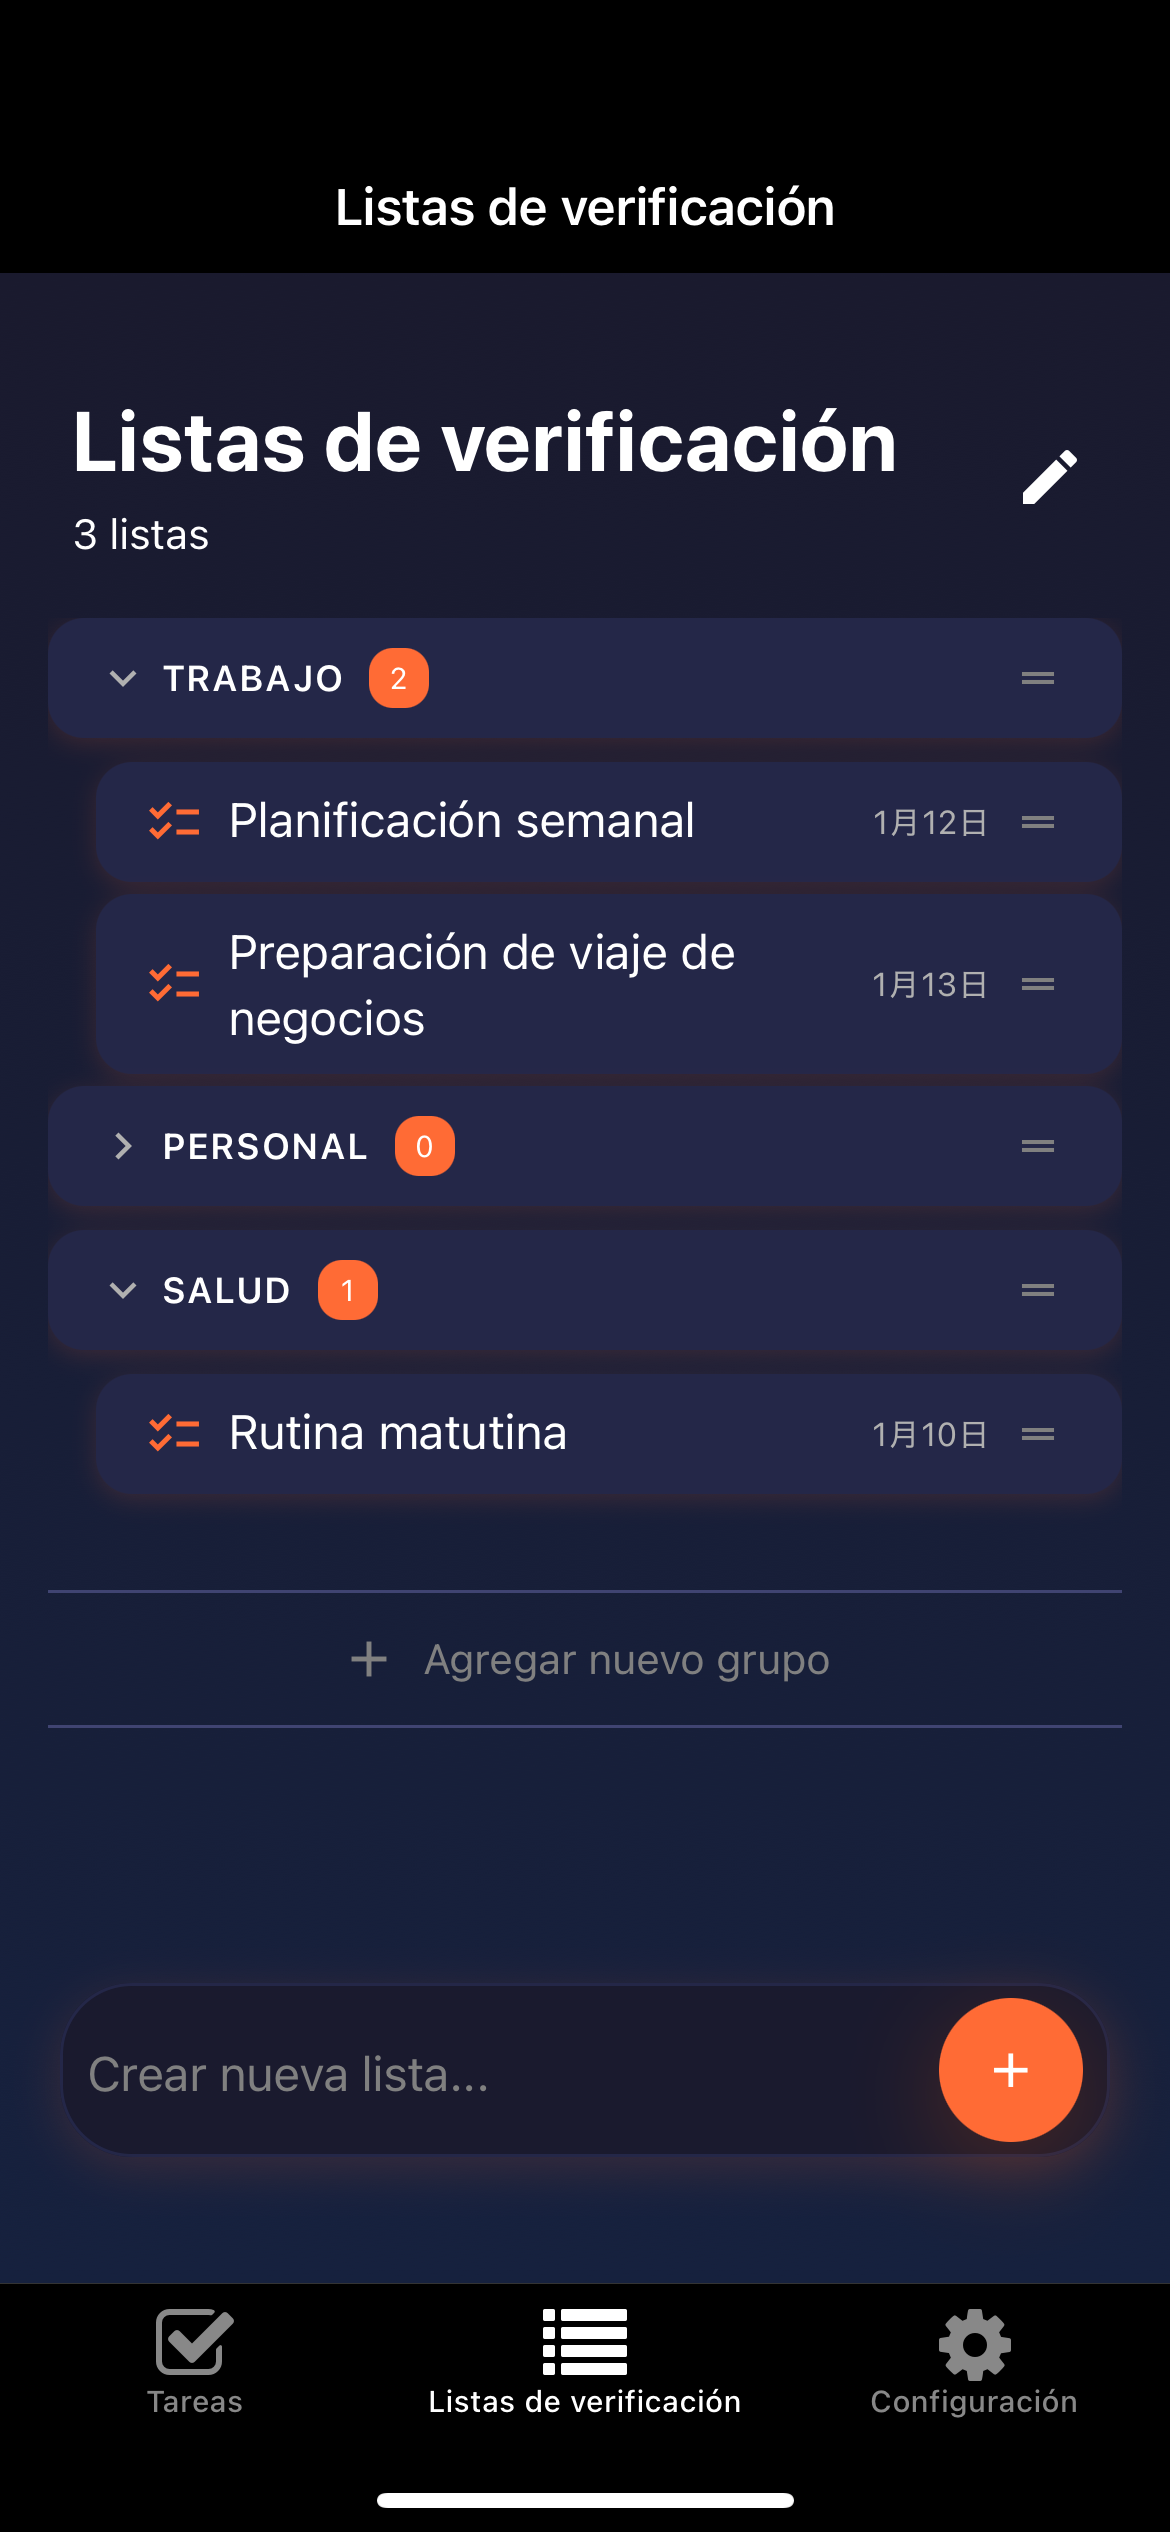 Listas de verificación
Listas de verificación
3 listas
TRABAJO 2
Planificación semanal 1月12日
Preparación de viaje de
negocios
1月13日
PERSONAL 0
SALUD 1
Rutina matutina 1月10日
+ Agregar nuevo grupo
Crear nueva lista...
+
Tareas
Listas de verificación
Configuración